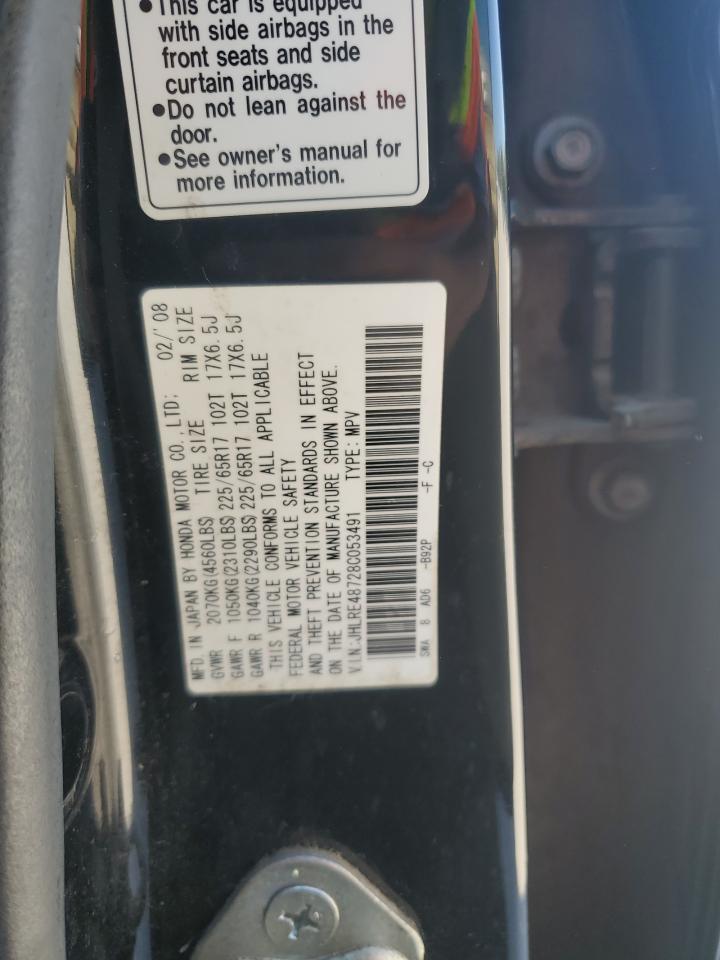 •This car is equipped
with side airbags in the
front seats and side
curtain airbags.
•Do not lean against the
door.
•See owner's manual for
more information.
MFD. IN JAPAN BY HONDA MOTOR CO., LTD; 02/'08
GVWR 2070KG(4560LBS) TIRE SIZE RIM SIZE
GAWR F 1050KG(2310LBS)225/65R17 102T 17X6.5J
GAWR R 1040KG(2290LBS)225/65R17 102T 17X6.5J
THIS VEHICLE CONFORMS TO ALL APPLICABLE
FEDERAL MOTOR VEHICLE SAFETY
AND THEFT PREVENTION STANDARDS IN EFFECT
ON THE DATE OF MANUFACTURE SHOWN ABOVE.
V.I.N:JHLRE48728C053491 TYPE: MPV
SWA 8 AD6 -B92P -F -C